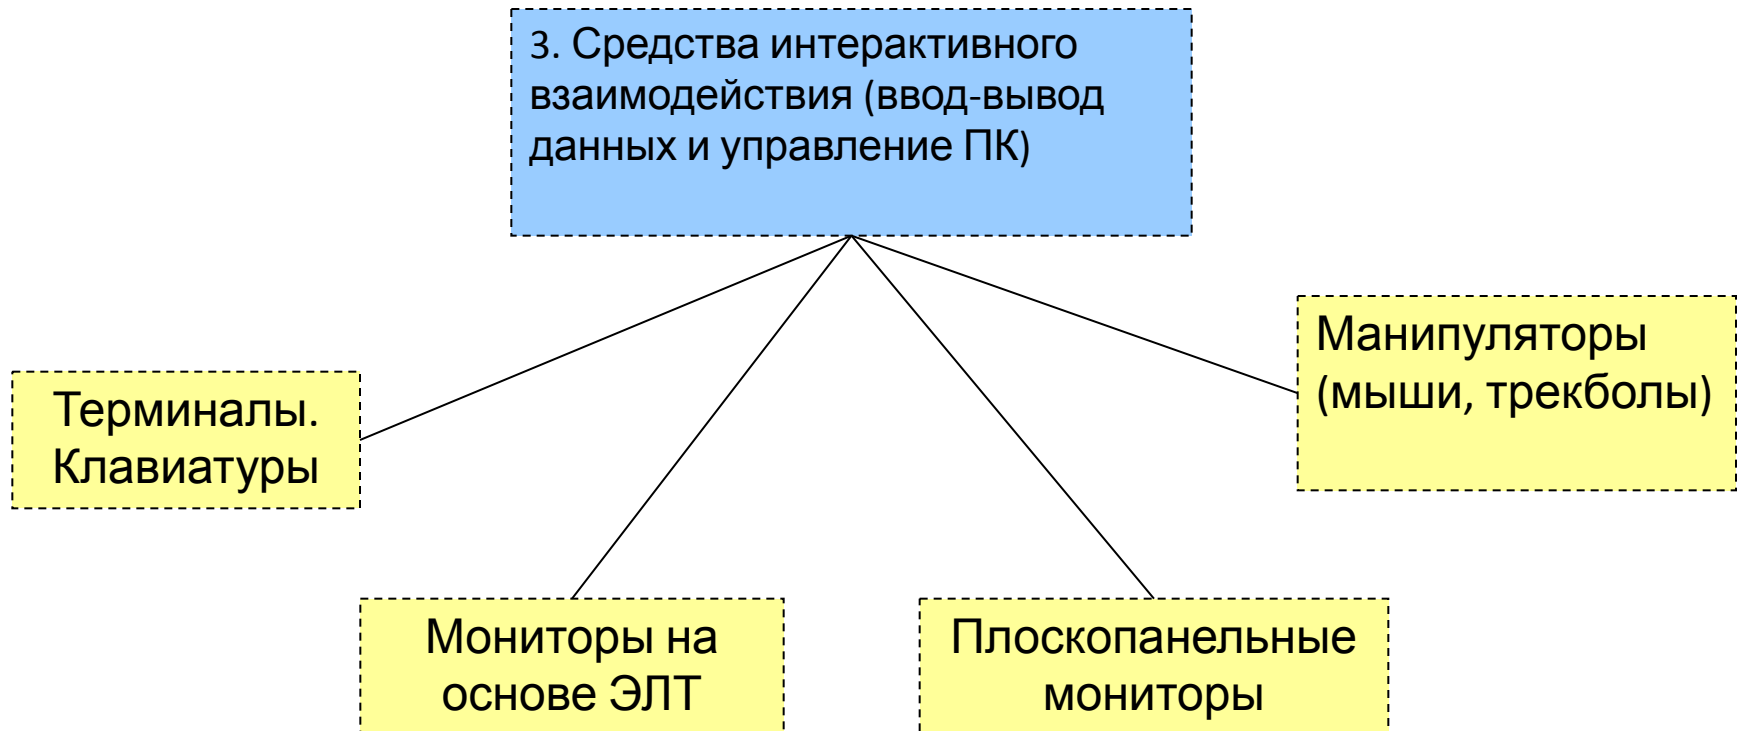 3. Средства интерактивного
взаимодействия (ввод-вывод
данных и управление ПК)
Манипуляторы
(мыши, трекболы)
Терминалы.
Клавиатуры
Мониторы на
основе ЭЛТ
Плоскопанельные
мониторы